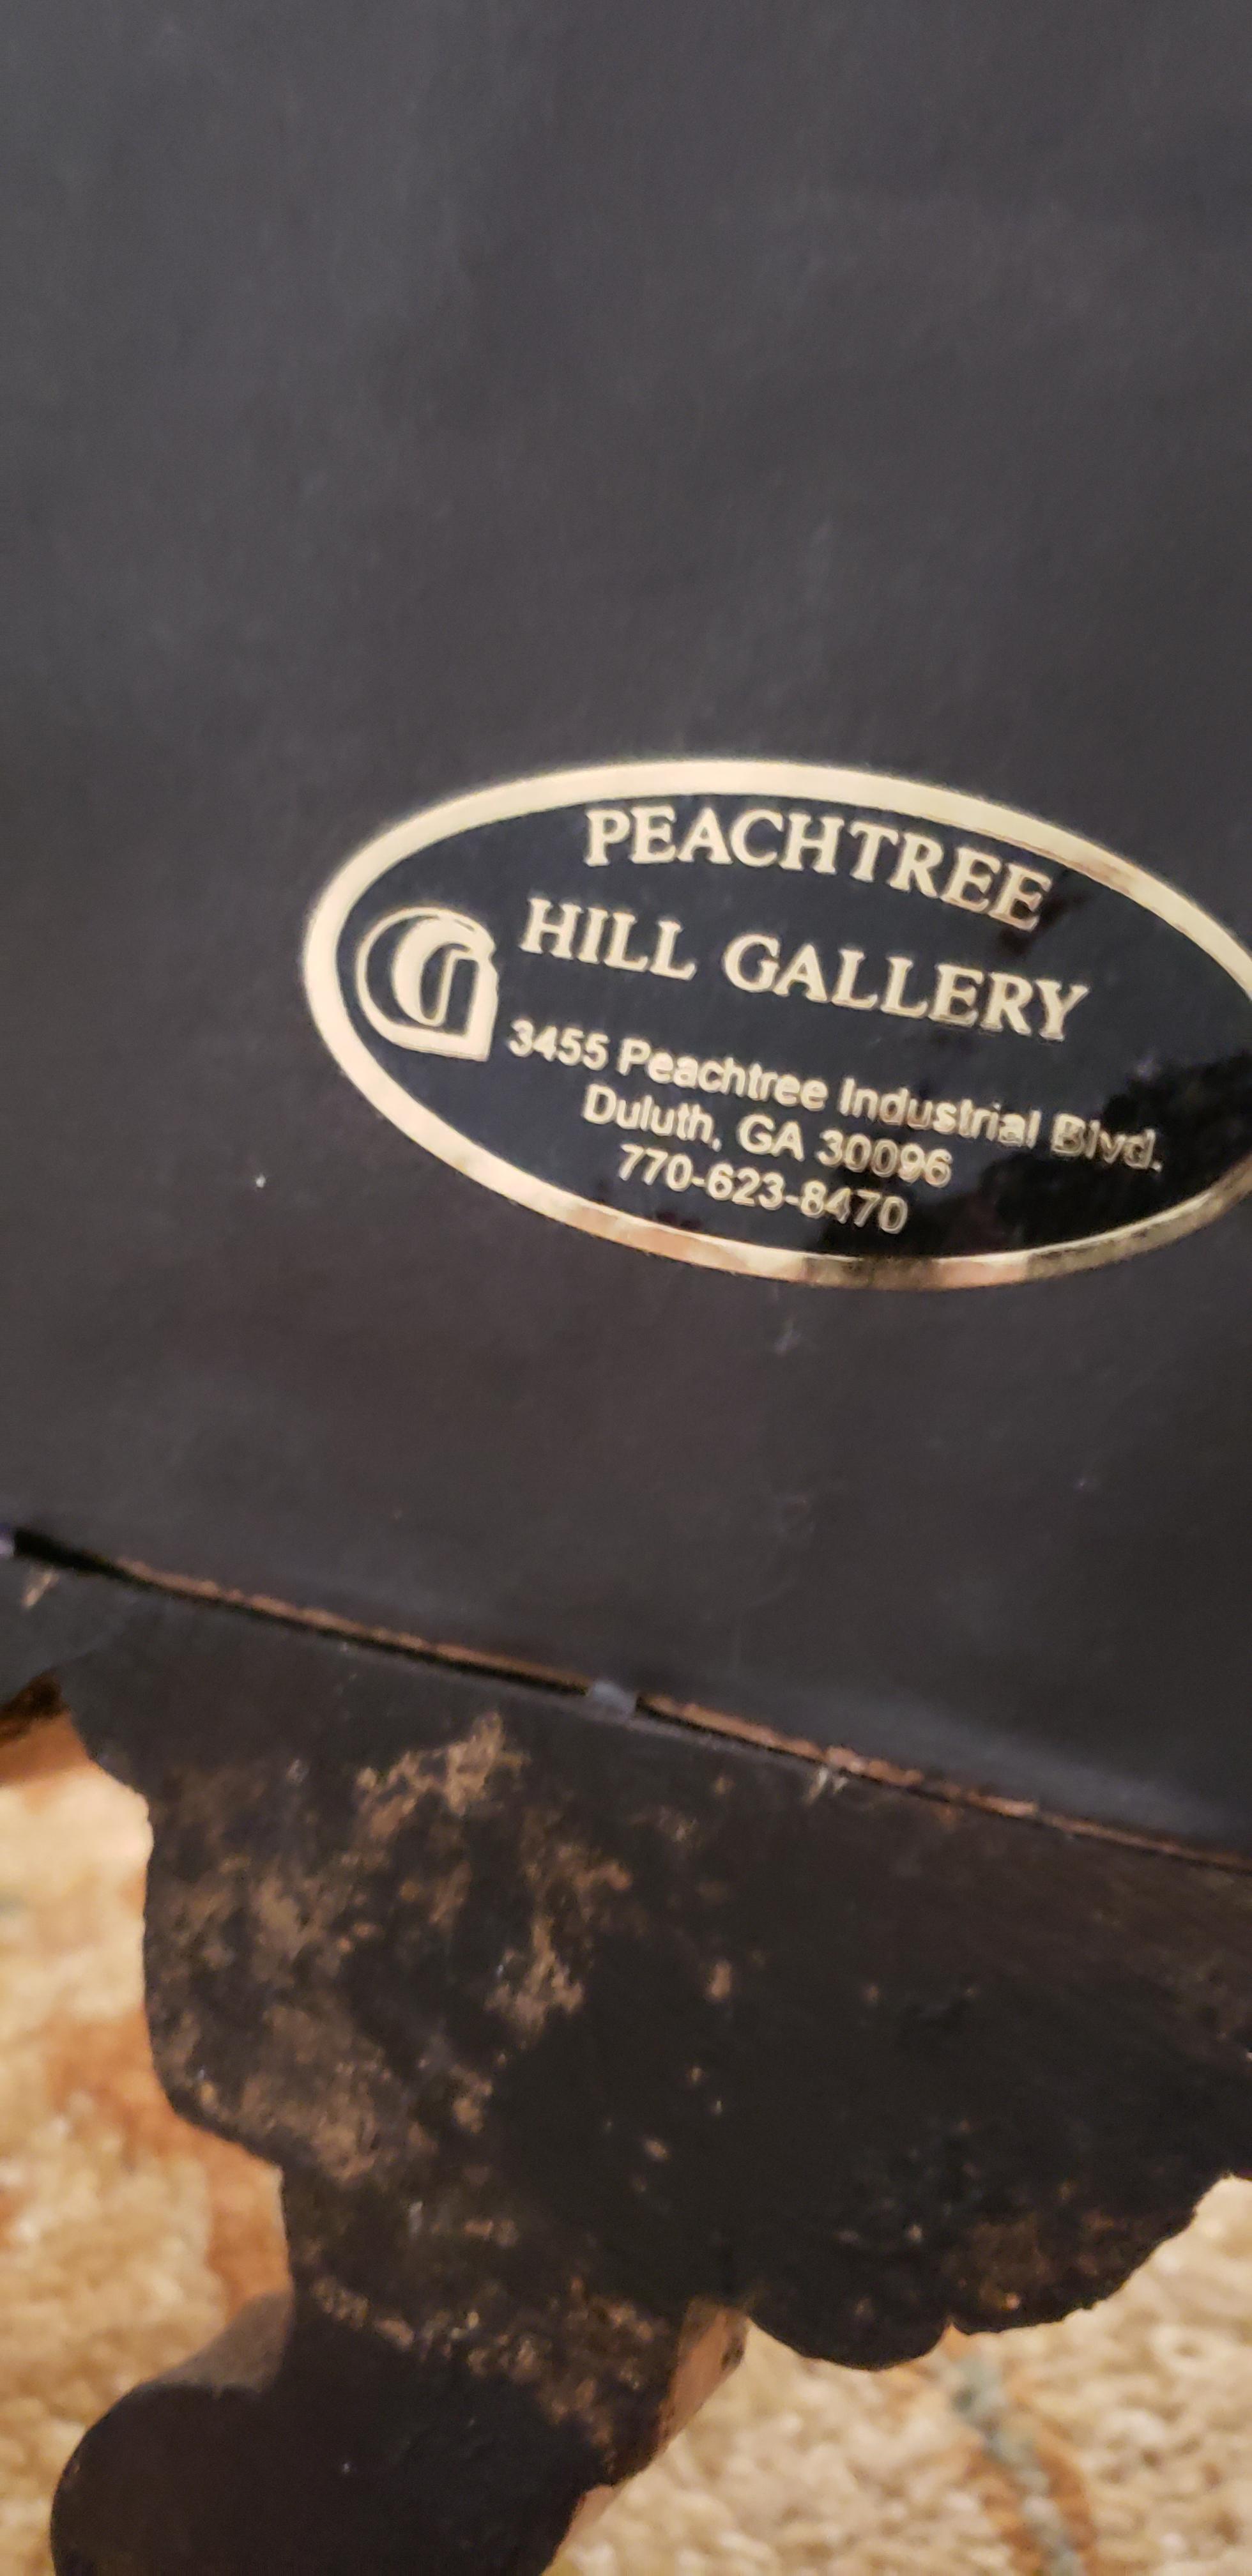 PEACHTREE
HILL GALLERY
3455 Peachtree Industrial Blvd.
Duluth, GA 30096
770-623-8470